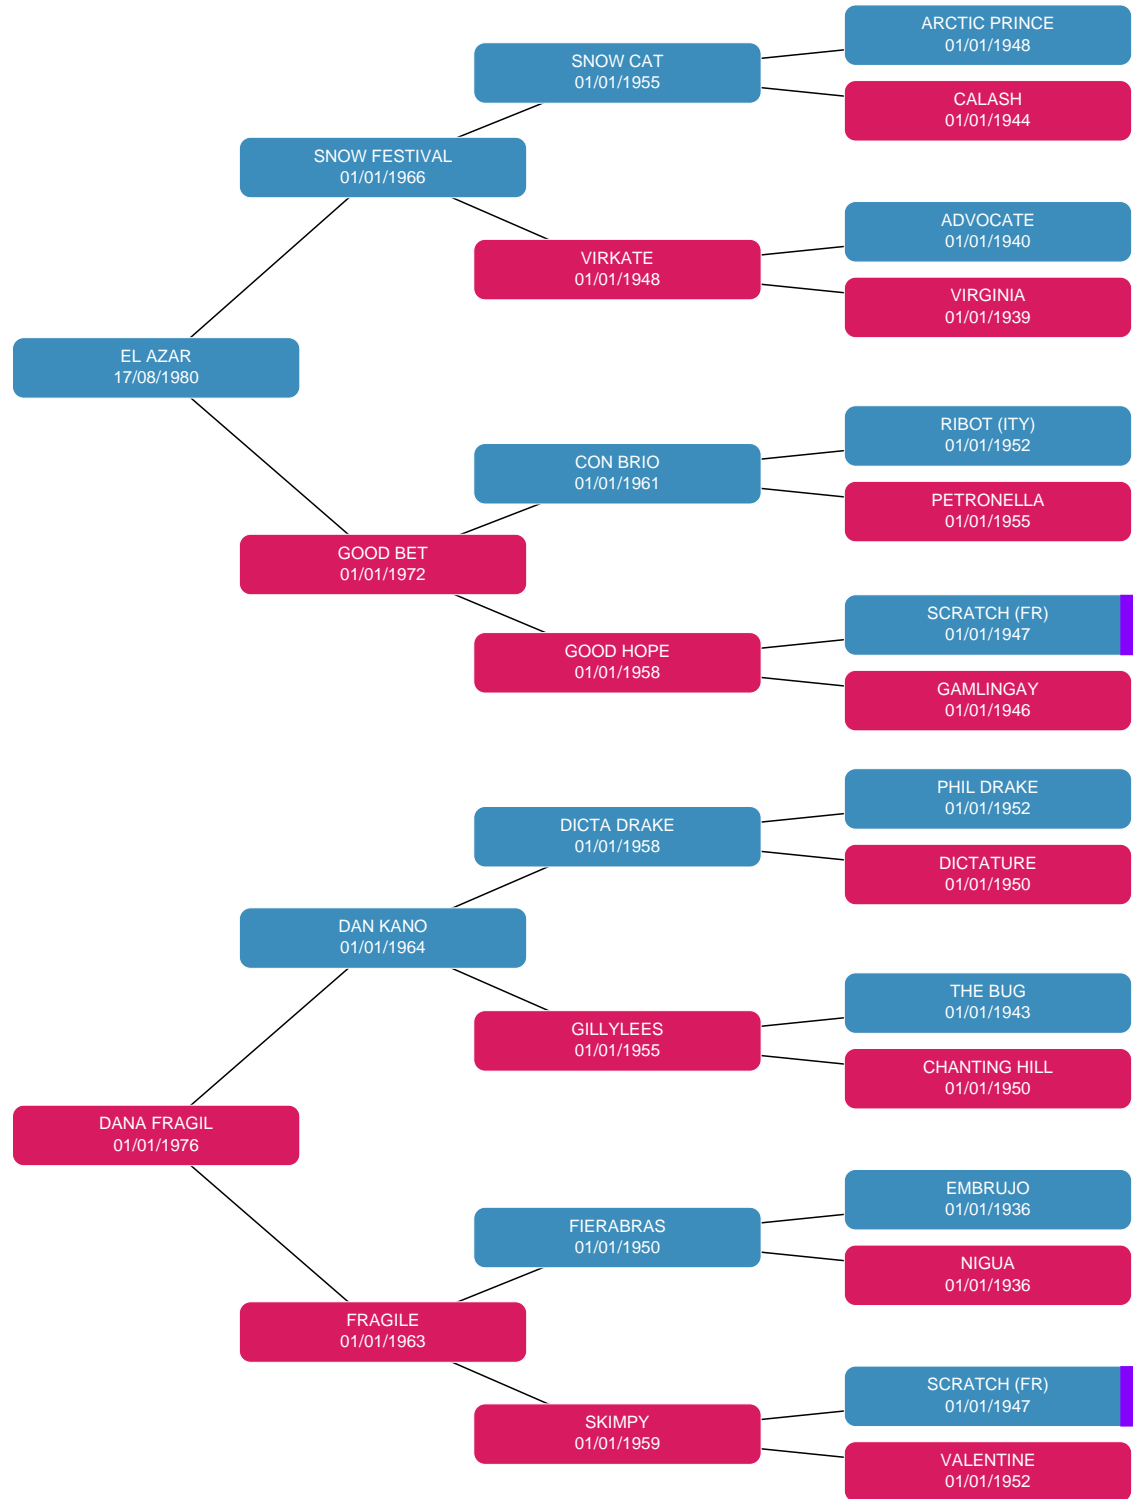 ARCTIC PRINCE
01/01/1948
SNOW CAT
01/01/1955
CALASH
01/01/1944
SNOW FESTIVAL
01/01/1966
ADVOCATE
01/01/1940
VIRKATE
01/01/1948
VIRGINIA
01/01/1939
EL AZAR
17/08/1980
RIBOT (ITY)
01/01/1952
CON BRIO
01/01/1961
PETRONELLA
01/01/1955
GOOD BET
01/01/1972
SCRATCH (FR)
01/01/1947
GOOD HOPE
01/01/1958
GAMLINGAY
01/01/1946
PHIL DRAKE
01/01/1952
DICTA DRAKE
01/01/1958
DICTATURE
01/01/1950
DAN KANO
01/01/1964
THE BUG
01/01/1943
GILLYLEES
01/01/1955
CHANTING HILL
01/01/1950
DANA FRAGIL
01/01/1976
EMBRUJO
01/01/1936
FIERABRAS
01/01/1950
NIGUA
01/01/1936
FRAGILE
01/01/1963
SCRATCH (FR)
01/01/1947
SKIMPY
01/01/1959
VALENTINE
01/01/1952